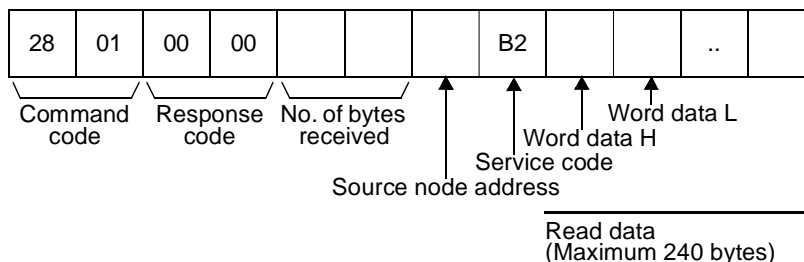 28 01 00 00 B2 ..
Command code
Response code
No. of bytes received
Word data L
Word data H
Service code
Source node address
Read data
(Maximum 240 bytes)